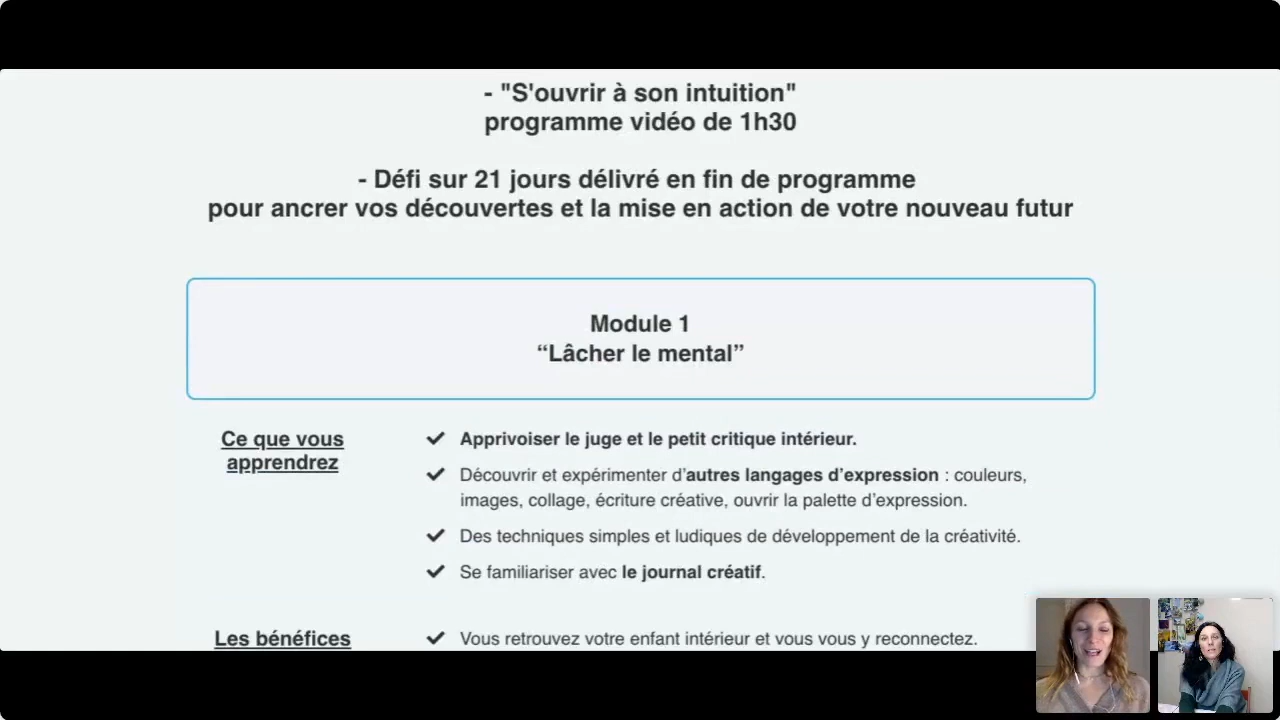 - "S'ouvrir à son intuition"
programme vidéo de 1h30
- Défi sur 21 jours délivré en fin de programme
pour ancrer vos découvertes et la mise en action de votre nouveau futur
Module 1
“Lâcher le mental”
Ce que vous
apprendrez
Apprivoiser le juge et le petit critique intérieur.
Découvrir et expérimenter d’autres langages d’expression : couleurs,
images, collage, écriture créative, ouvrir la palette d’expression.
Des techniques simples et ludiques de développement de la créativité.
Se familiariser avec le journal créatif.
Les bénéfices
Vous retrouvez votre enfant intérieur et vous vous y reconnectez.